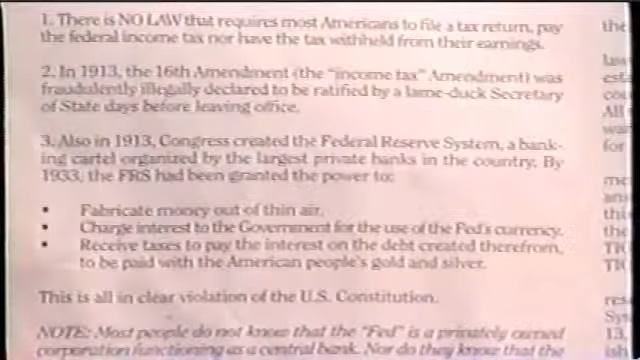 1. There is NO LAW that requires most Americans to file a tax return, pay
the federal income tax nor have the tax withheld from their earnings.
2. In 1913, the 16th Amendment (the "income tax" Amendment) was
fraudulently illegally declared to be ratified by a lame-duck Secretary
of State days before leaving office.
3. Also in 1913, Congress created the Federal Reserve System, a bank-
ing cartel organized by the largest private banks in the country. By
1933, the FRS had been granted the power to:
• Fabricate money out of thin air.
• Charge interest to the Government for the use of the Fed's currency.
• Receive taxes to pay the interest on the debt created therefrom,
to be paid with the American people's gold and silver.
This is all in clear violation of the U.S. Constitution.
NOTE: Most people do not know that the "Fed" is a privately owned
corporation functioning as a central bank. Nor do they know that the
the
All
for